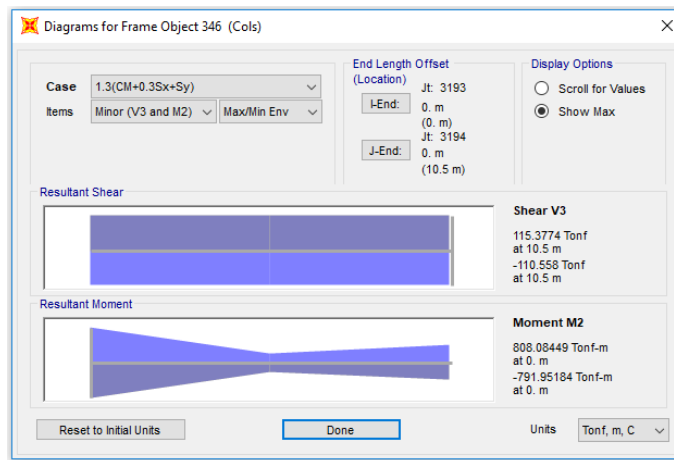 Diagrams for Frame Object 346 (Cols)
Case 1.3(CM+0.3Sx+Sy)
Items Minor (V3 and M2) Max/Min Env
End Length Offset
(Location)
Jt: 3193
I-End: 0. m
(0. m)
Jt: 3194
J-End: 0. m
(10.5 m)
Display Options
Scroll for Values
Show Max
Resultant Shear
Shear V3
115.3774 Tonf
at 10.5 m
-110.558 Tonf
at 10.5 m
Resultant Moment
Moment M2
808.08449 Tonf-m
at 0. m
-791.95184 Tonf-m
at 0. m
Reset to Initial Units Done Units Tonf, m, C